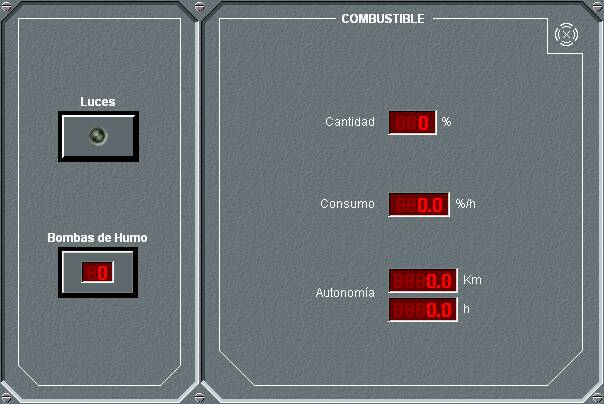 COMBUSTIBLE
Luces
Cantidad 0 %
Consumo 0.0 %/h
Bombas de Humo
0
Autonomía
0.0 Km
0.0 h